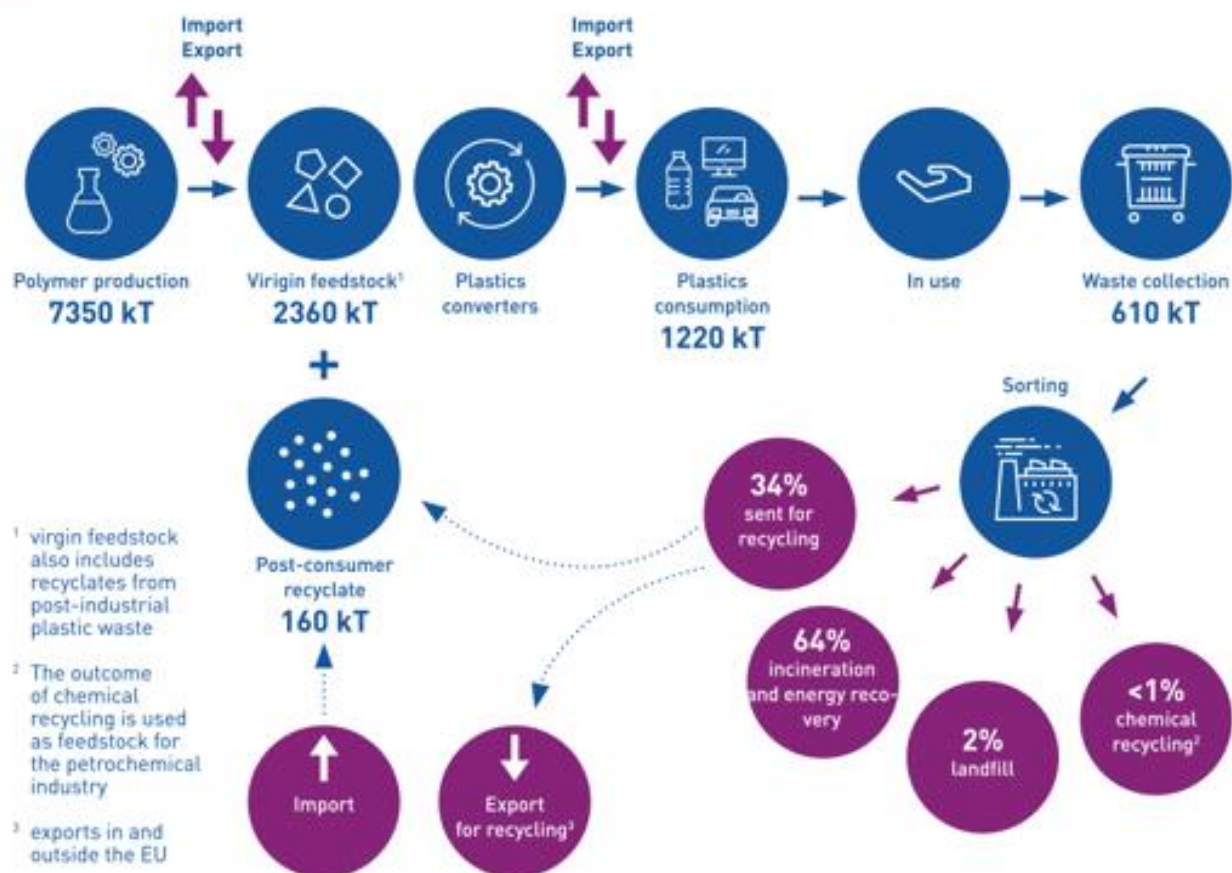 Import
Export
Import
Export
Polymer production
7350 kT
Virigin feedstock¹
2360 kT
Plastics
converters
Plastics
consumption
1220 kT
In use
Waste collection
610 kT
+
Sorting
34%
sent for
recycling
Post-consumer
recyclate
160 kT
64%
incineration
and energy reco-
very
2%
landfill
<1%
chemical
recycling²
Import
Export
for recycling³
¹ virgin feedstock
also includes
recyclates from
post-industrial
plastic waste
² The outcome
of chemical
recycling is used
as feedstock for
the petrochemical
industry
³ exports in and
outside the EU